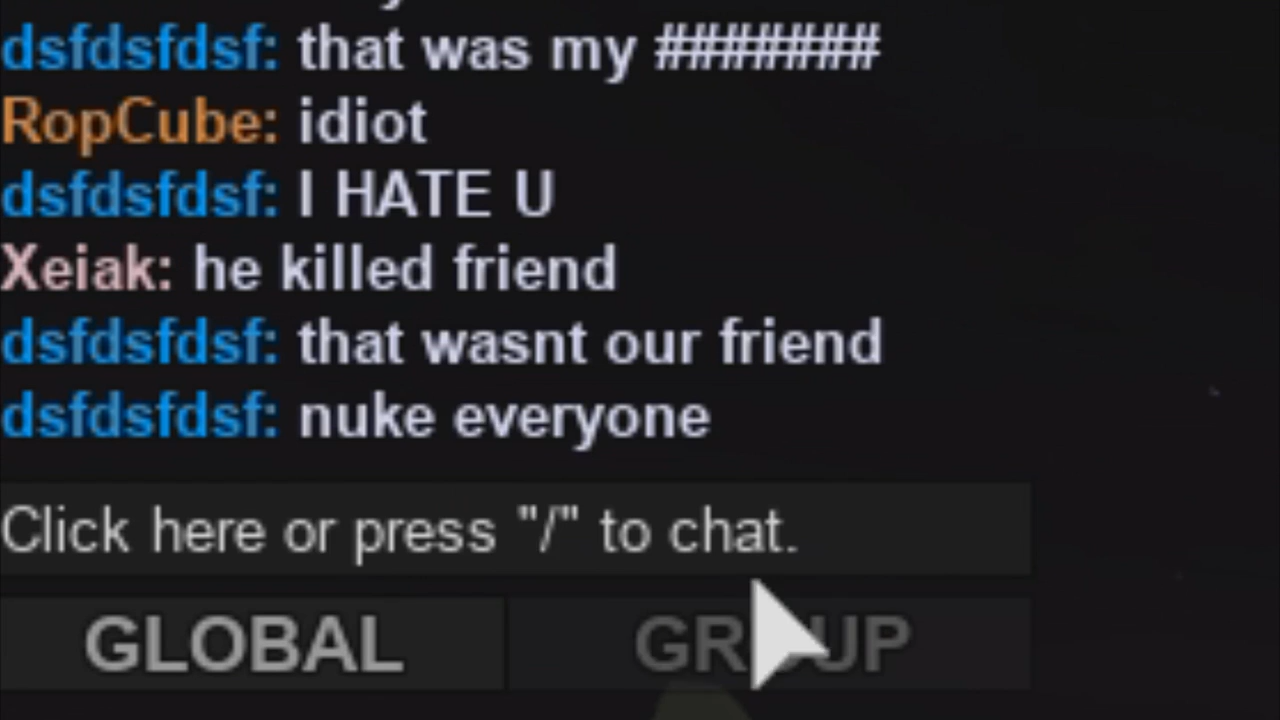 dsfdsfdsf: that was my #######
RopCube: idiot
dsfdsfdsf: I HATE U
Xeiak: he killed friend
dsfdsfdsf: that wasnt our friend
dsfdsfdsf: nuke everyone
Click here or press "/" to chat.
GLOBAL GROUP